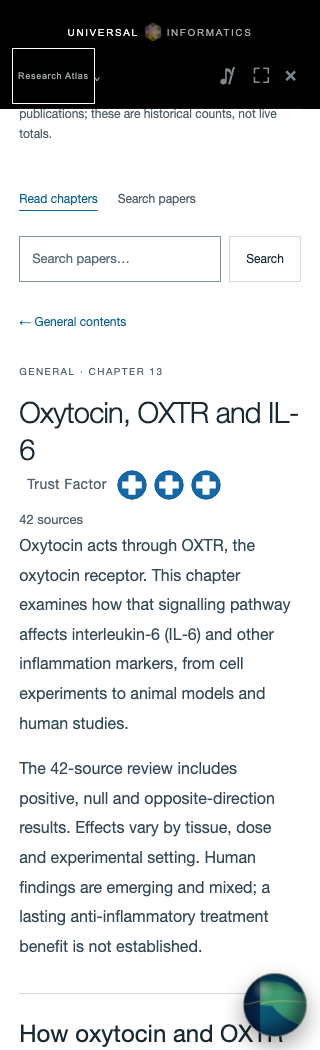 UNIVERSAL INFORMATICS
Research Atlas
publications; these are historical counts, not live
totals.
Read chapters Search papers
Search papers... Search
← General contents
GENERAL · CHAPTER 13
Oxytocin, OXTR and IL-
6
Trust Factor
42 sources
Oxytocin acts through OXTR, the
oxytocin receptor. This chapter
examines how that signalling pathway
affects interleukin-6 (IL-6) and other
inflammation markers, from cell
experiments to animal models and
human studies.
The 42-source review includes
positive, null and opposite-direction
results. Effects vary by tissue, dose
and experimental setting. Human
findings are emerging and mixed; a
lasting anti-inflammatory treatment
benefit is not established.
How oxytocin and OXTR